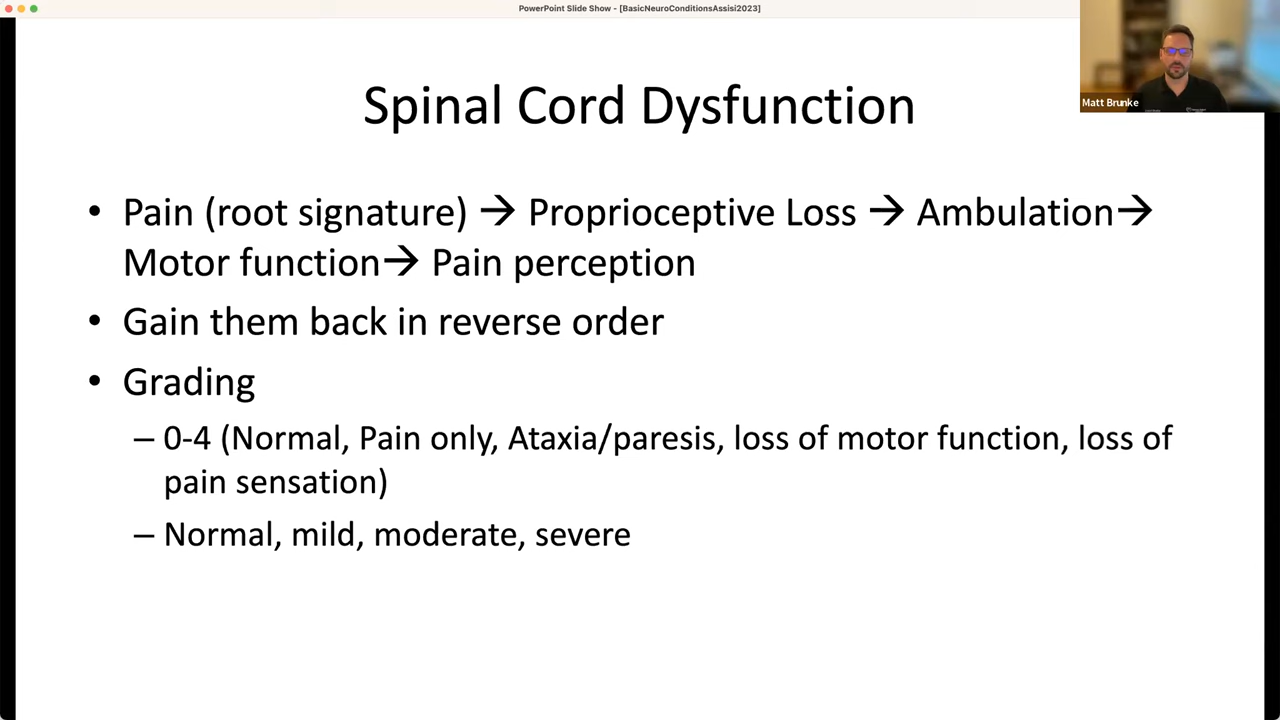 PowerPoint Slide Show - [BasicNeuroConditionsAssisi2023]
Matt Brunke
Spinal Cord Dysfunction
• Pain (root signature) → Proprioceptive Loss → Ambulation→
Motor function→ Pain perception
• Gain them back in reverse order
• Grading
– 0-4 (Normal, Pain only, Ataxia/paresis, loss of motor function, loss of
pain sensation)
– Normal, mild, moderate, severe